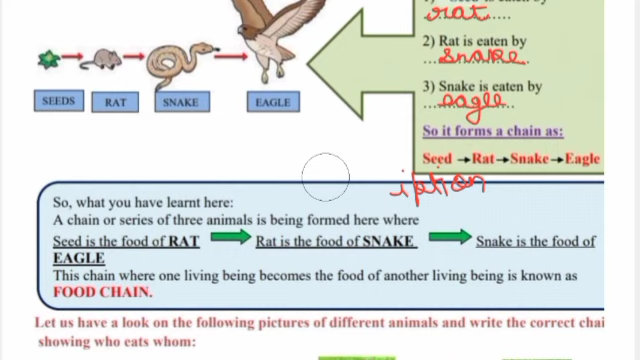 1) Seed is eaten by
rat......
2) Rat is eaten by
...snake.
3) Snake is eaten by
....eagle...
SEEDS RAT SNAKE EAGLE
So it forms a chain as:
Seed → Rat → Snake → Eagle
So, what you have learnt here:
A chain or series of three animals is being formed here where
Seed is the food of RAT Rat is the food of SNAKE Snake is the food of
EAGLE
This chain where one living being becomes the food of another living being is known as
FOOD CHAIN.
Let us have a look on the following pictures of different animals and write the correct chai
showing who eats whom: